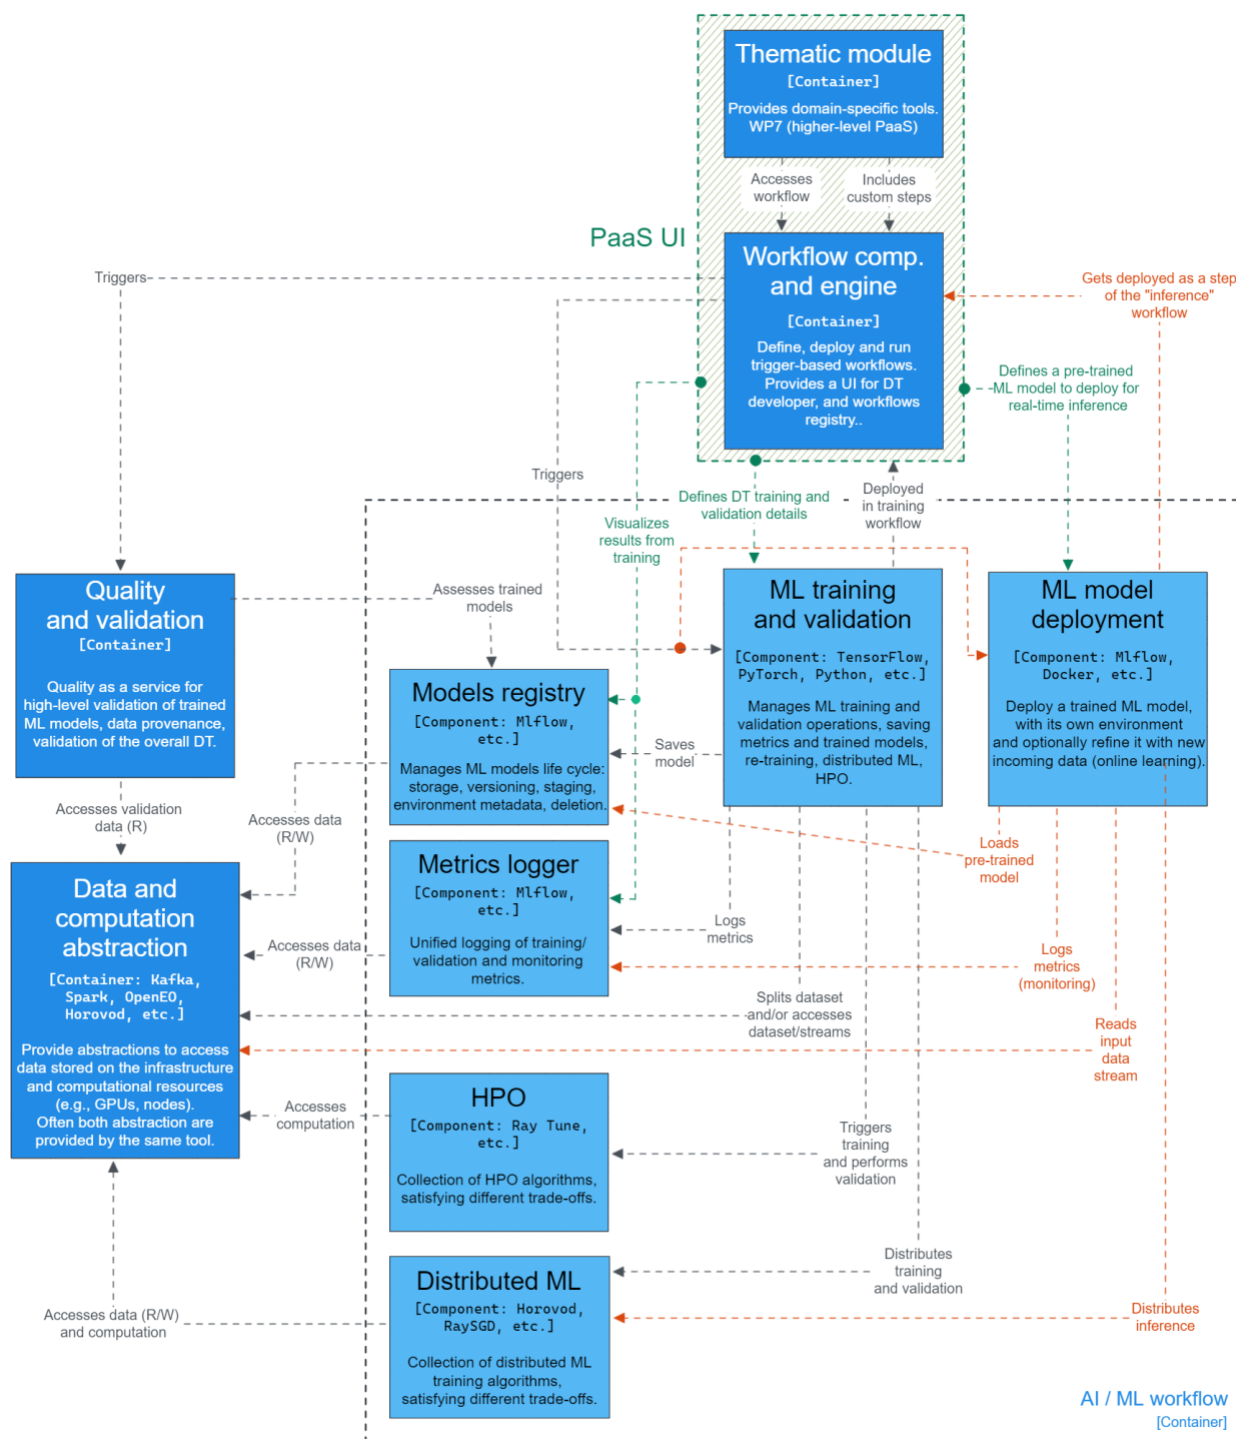 Thematic module
[Container]
Provides domain-specific tools.
WP7 (higher-level PaaS)
Accesses
workflow
Includes
custom steps
PaaS UI
Workflow comp.
and engine
[Container]
Define, deploy and run
trigger-based workflows.
Provides a UI for DT
developer, and workflows
registry..
Triggers
Gets deployed as a step
of the "inference"
workflow
Defines a pre-trained
ML model to deploy for
real-time inference
Triggers
Defines DT training and
validation details
Deployed
in training
workflow
Visualizes
results from
training
Quality
and validation
[Container]
Quality as a service for
high-level validation of trained
ML models, data provenance,
validation of the overall DT.
Assesses trained
models
ML training
and validation
[Component: TensorFlow,
PyTorch, Python, etc.]
Manages ML training and
validation operations, saving
metrics and trained models,
re-training, distributed ML,
HPO.
ML model
deployment
[Component: Mlflow,
Docker, etc.]
Deploy a trained ML model,
with its own environment
and optionally refine it with new
incoming data (online learning).
Models registry
[Component: Mlflow,
etc.]
Manages ML models life cycle:
storage, versioning, staging,
environment metadata, deletion.
Saves
model
Accesses validation
data (R)
Accesses data
(R/W)
Loads
pre-trained
model
Data and
computation
abstraction
[Container: Kafka,
Spark, OpenEO,
Horovod, etc.]
Provide abstractions to access
data stored on the infrastructure
and computational resources
(e.g., GPUs, nodes).
Often both abstraction are
provided by the same tool.
Metrics logger
[Component: Mlflow,
etc.]
Unified logging of training/
validation and monitoring
metrics.
Accesses data
(R/W)
Logs
metrics
Logs
metrics
(monitoring)
Splits dataset
and/or accesses
dataset/streams
Reads
input
data
stream
HPO
[Component: Ray Tune,
etc.]
Collection of HPO algorithms,
satisfying different trade-offs.
Accesses
computation
Triggers
training
and performs
validation
Distributes
training
and validation
Distributed ML
[Component: Horovod,
RaySGD, etc.]
Collection of distributed ML
training algorithms,
satisfying different trade-offs.
Accesses data (R/W)
and computation
Distributes
inference
AI / ML workflow
[Container]